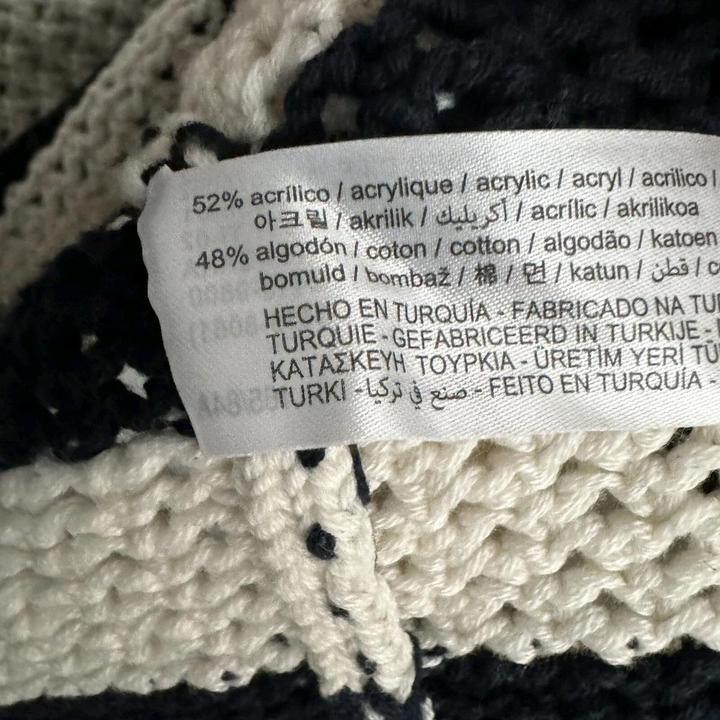 52% acrílico / acrylique / acrylic / acryl / acrilico /
아크릴 / akrilik / أكريليك / acrílic / akrilikoa
48% algodón / coton / cotton / algodão / katoen
bomuld / bombaž / 棉 / 면 / katun / قطن /
HECHO EN TURQUÍA - FABRICADO NA
TURQUIE - GEFABRICEERD IN TURKIJE -
ΚΑΤΑΣΚΕΥΗ ΤΟΥΡΚΙΑ - ÜRETİM YERİ
TURKI - صنع في تركيا - FEITO EN TURQUÍA -